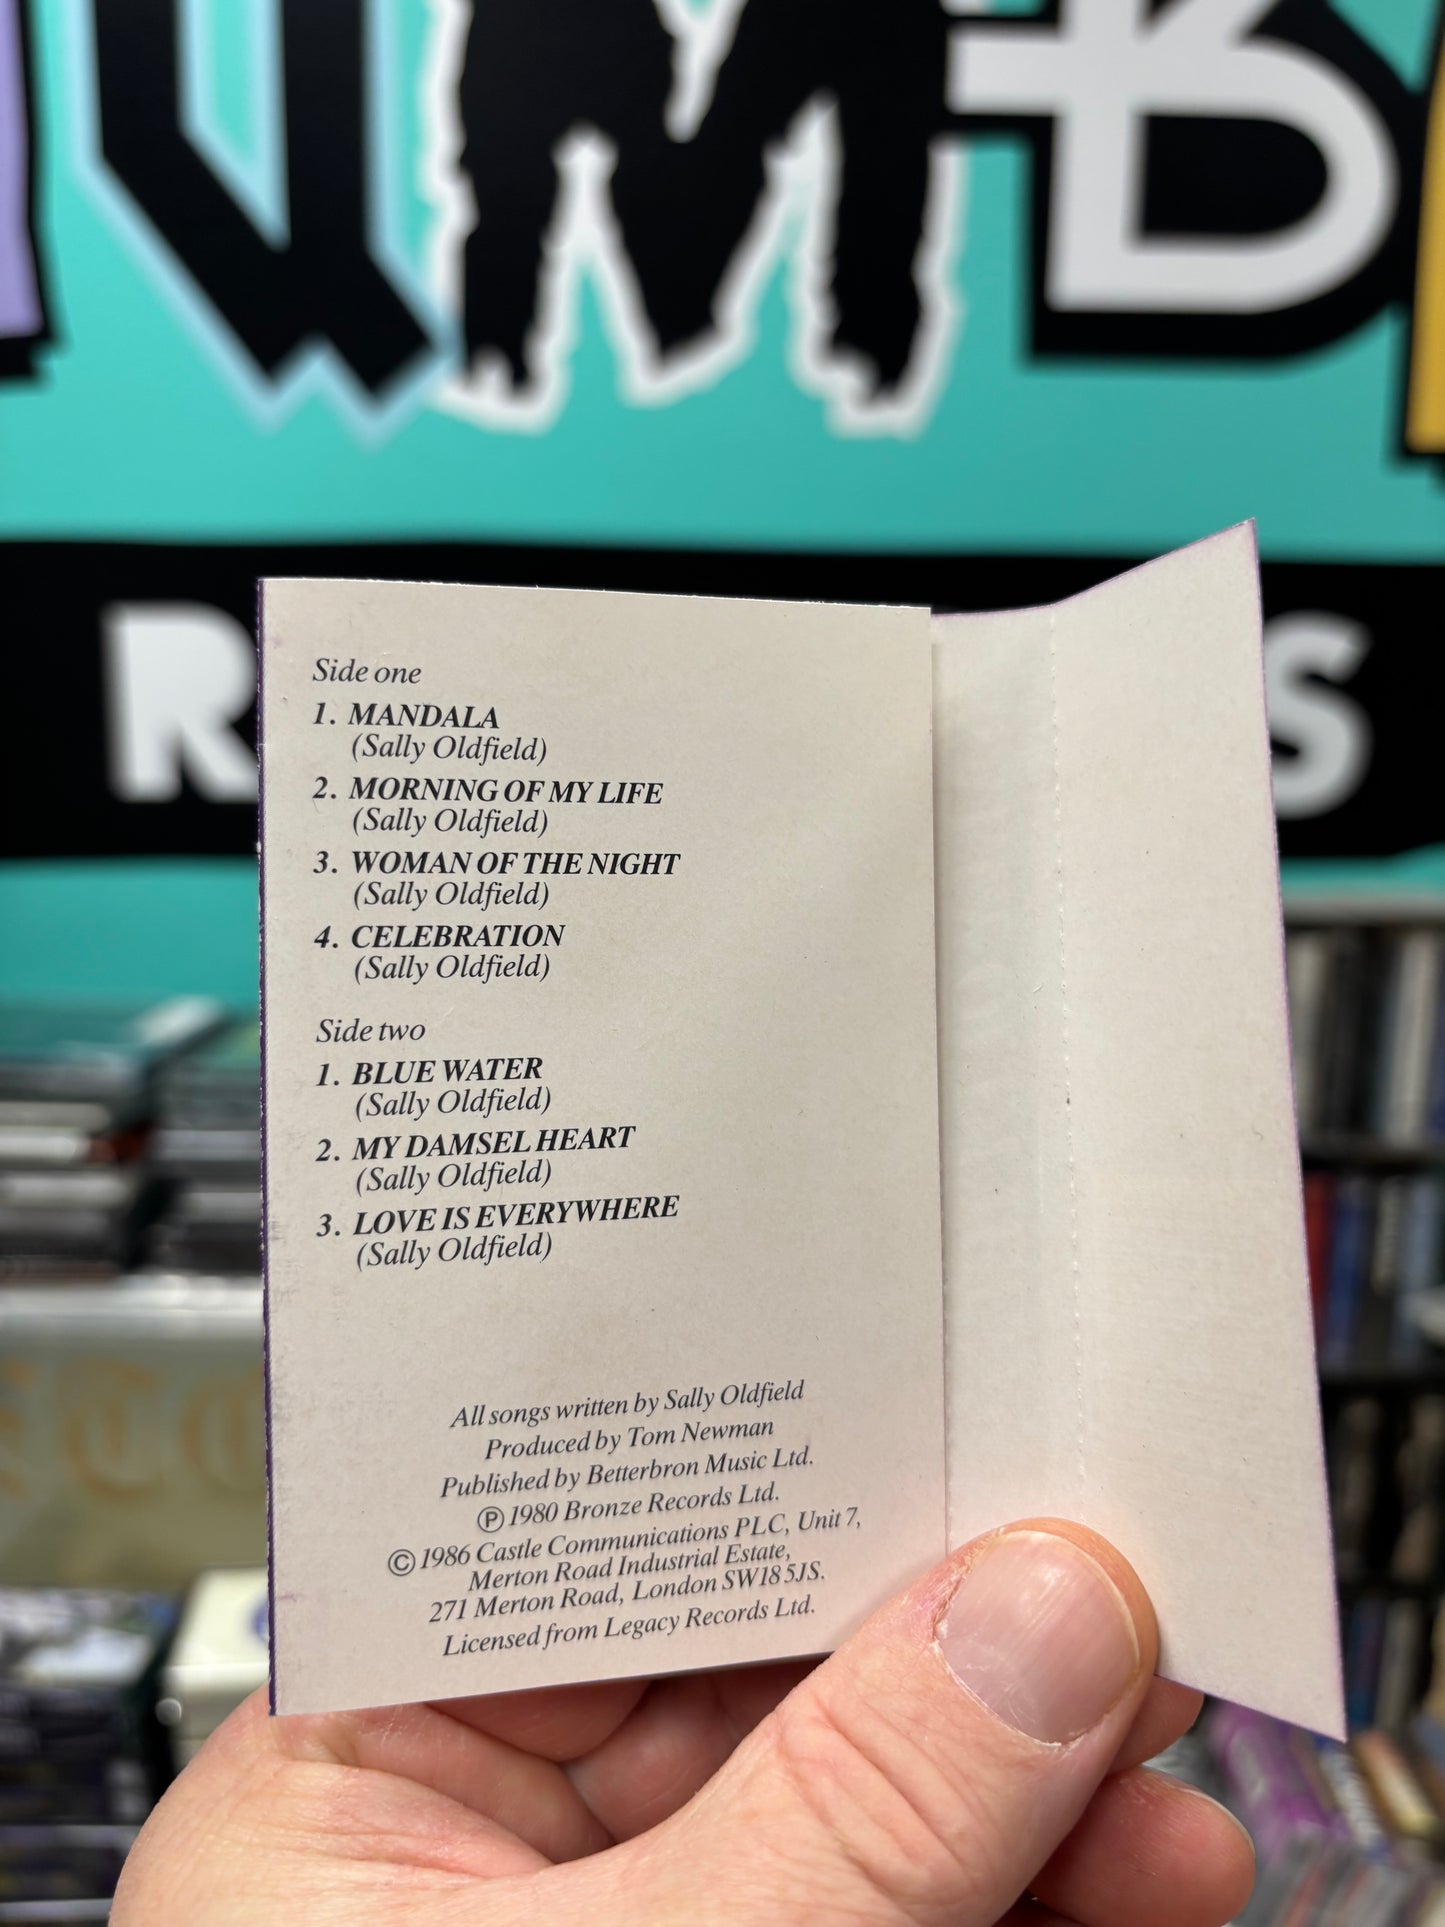 UMB
R S
Side one
1. MANDALA
(Sally Oldfield)
2. MORNING OF MY LIFE
(Sally Oldfield)
3. WOMAN OF THE NIGHT
(Sally Oldfield)
4. CELEBRATION
(Sally Oldfield)
Side two
1. BLUE WATER
(Sally Oldfield)
2. MY DAMSEL HEART
(Sally Oldfield)
3. LOVE IS EVERYWHERE
(Sally Oldfield)
All songs written by Sally Oldfield
Produced by Tom Newman
Published by Betterbron Music Ltd.
Ⓟ 1980 Bronze Records Ltd.
© 1986 Castle Communications PLC, Unit 7,
Merton Road Industrial Estate,
271 Merton Road, London SW18 5JS.
Licensed from Legacy Records Ltd.